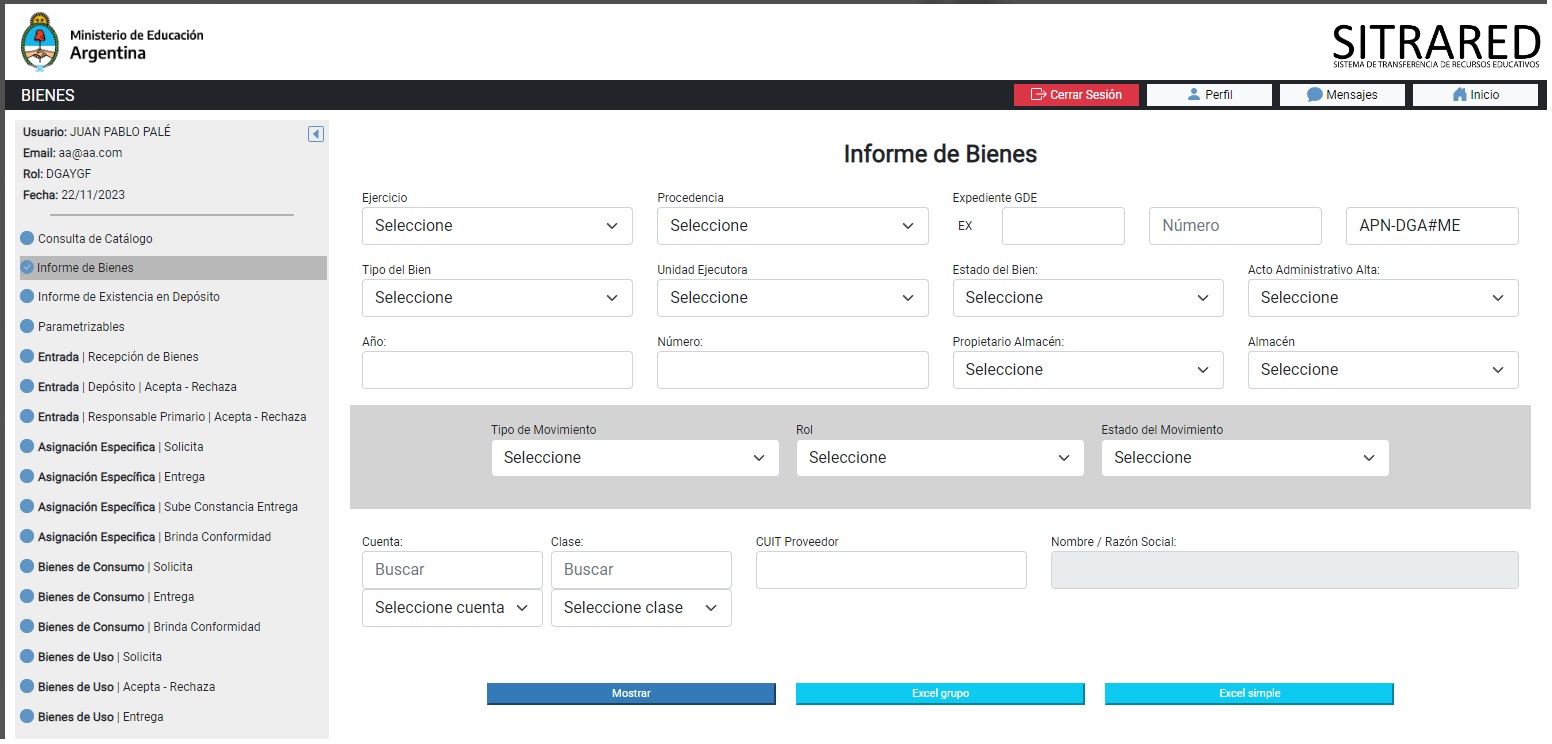 Ministerio de Educación
Argentina
SITRARED
SISTEMA DE TRANSFERENCIA DE RECURSOS EDUCATIVOS
BIENES
Cerrar Sesión
Perfil
Mensajes
Inicio
Usuario: JUAN PABLO PALÉ
Email: aa@aa.com
Rol: DGAYGF
Fecha: 22/11/2023
Consulta de Catálogo
Informe de Bienes
Informe de Existencia en Depósito
Parametrizables
Entrada | Recepción de Bienes
Entrada | Depósito | Acepta - Rechaza
Entrada | Responsable Primario | Acepta - Rechaza
Asignación Especifica | Solicita
Asignación Específica | Entrega
Asignación Específica | Sube Constancia Entrega
Asignación Especifica | Brinda Conformidad
Bienes de Consumo | Solicita
Bienes de Consumo | Entrega
Bienes de Consumo | Brinda Conformidad
Bienes de Uso | Solicita
Bienes de Uso | Acepta - Rechaza
Bienes de Uso | Entrega
Informe de Bienes
Ejercicio
Seleccione
Procedencia
Seleccione
Expediente GDE
EX
Número
APN-DGA#ME
Tipo del Bien
Seleccione
Unidad Ejecutora
Seleccione
Estado del Bien:
Seleccione
Acto Administrativo Alta:
Seleccione
Año:
Número:
Propietario Almacén:
Seleccione
Almacén
Seleccione
Tipo de Movimiento
Seleccione
Rol
Seleccione
Estado del Movimiento
Seleccione
Cuenta:
Buscar
Seleccione cuenta
Clase:
Buscar
Seleccione clase
CUIT Proveedor
Nombre / Razón Social:
Mostrar
Excel grupo
Excel simple